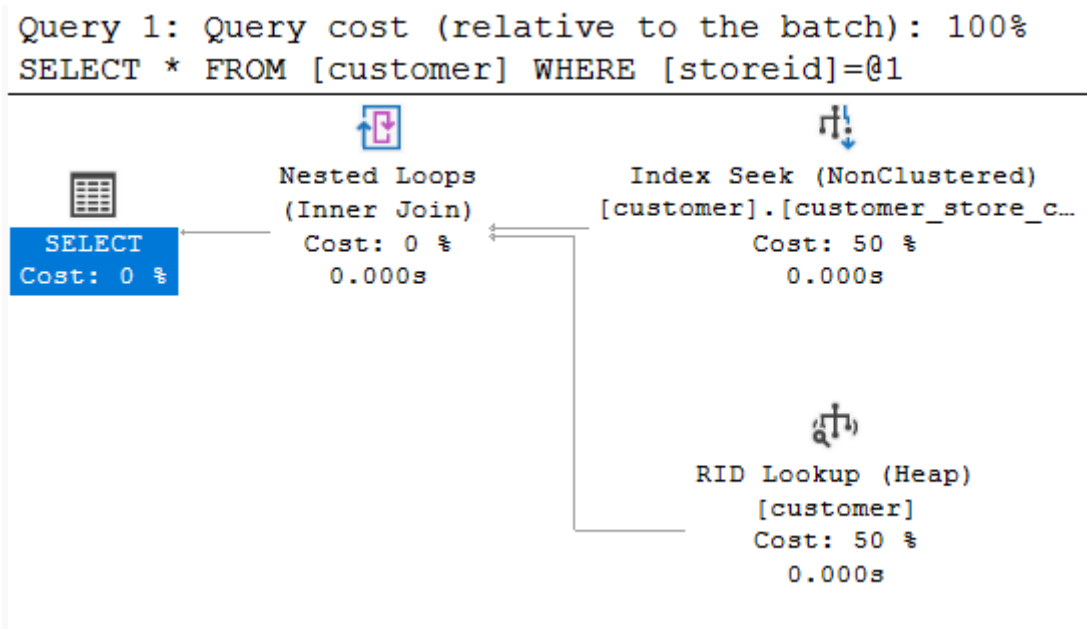 Query 1: Query cost (relative to the batch): 100%
SELECT * FROM [customer] WHERE [storeid]=@1
SELECT
Cost: 0 %
Nested Loops
(Inner Join)
Cost: 0 %
0.000s
Index Seek (NonClustered)
[customer].[customer_store_c…
Cost: 50 %
0.000s
RID Lookup (Heap)
[customer]
Cost: 50 %
0.000s